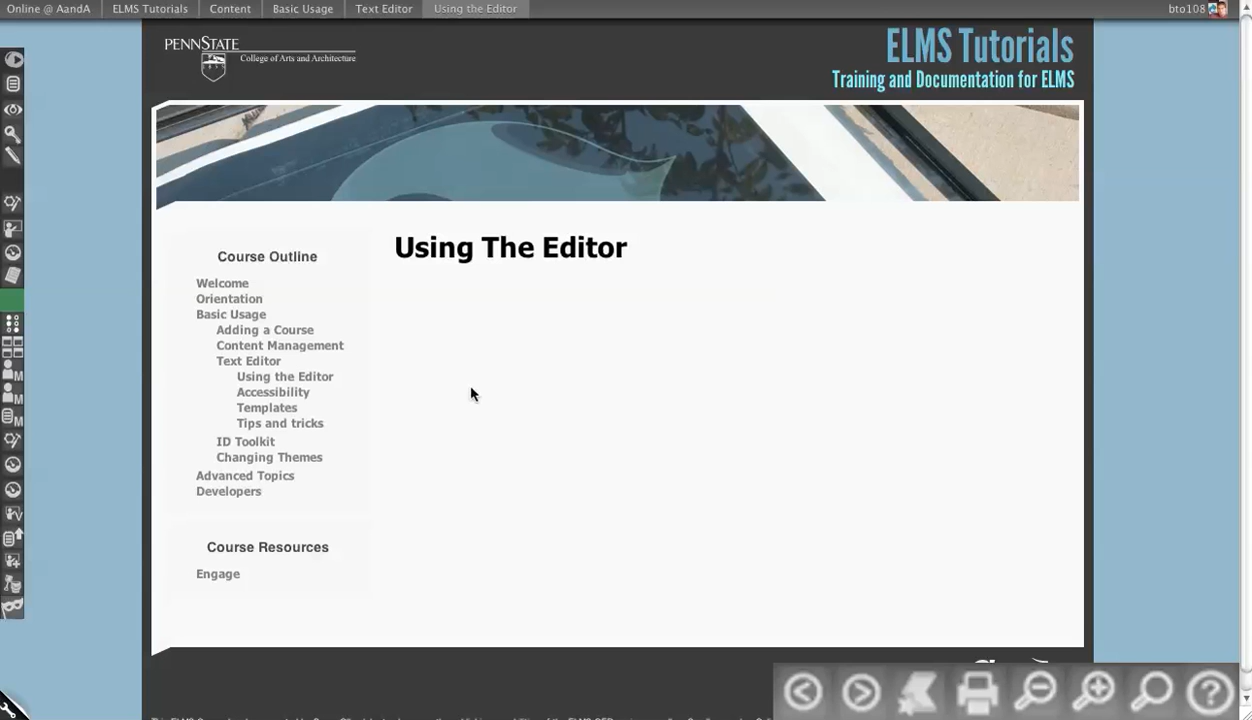 Online @ AandA
ELMS Tutorials
Content
Basic Usage
Text Editor
Using the Editor
bto108
PENNSTATE
College of Arts and Architecture
ELMS Tutorials
Training and Documentation for ELMS
Using The Editor
Course Outline
Welcome
Orientation
Basic Usage
Adding a Course
Content Management
Text Editor
Using the Editor
Accessibility
Templates
Tips and tricks
ID Toolkit
Changing Themes
Advanced Topics
Developers
Course Resources
Engage
M
M
M